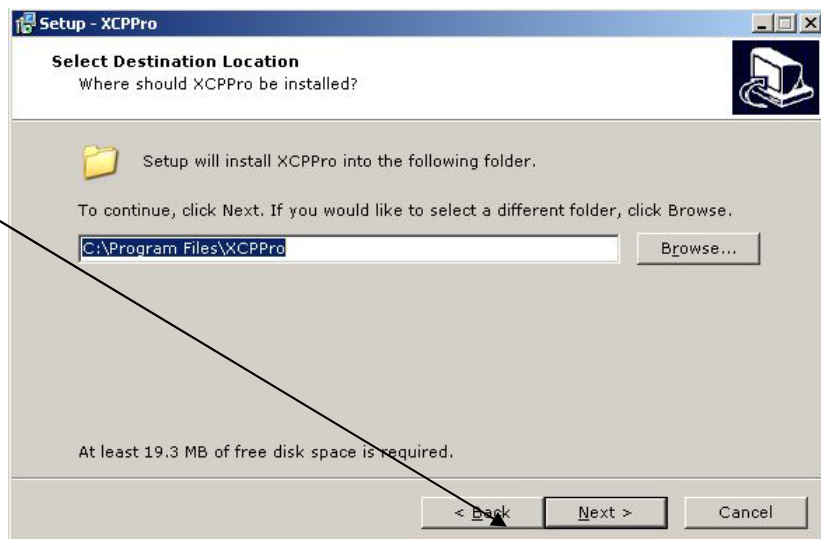 Setup - XCPPro
Select Destination Location
Where should XCPPro be installed?
Setup will install XCPPro into the following folder.
To continue, click Next. If you would like to select a different folder, click Browse.
C:\Program Files\XCPPro
Browse...
At least 19.3 MB of free disk space is required.
< Back
Next >
Cancel